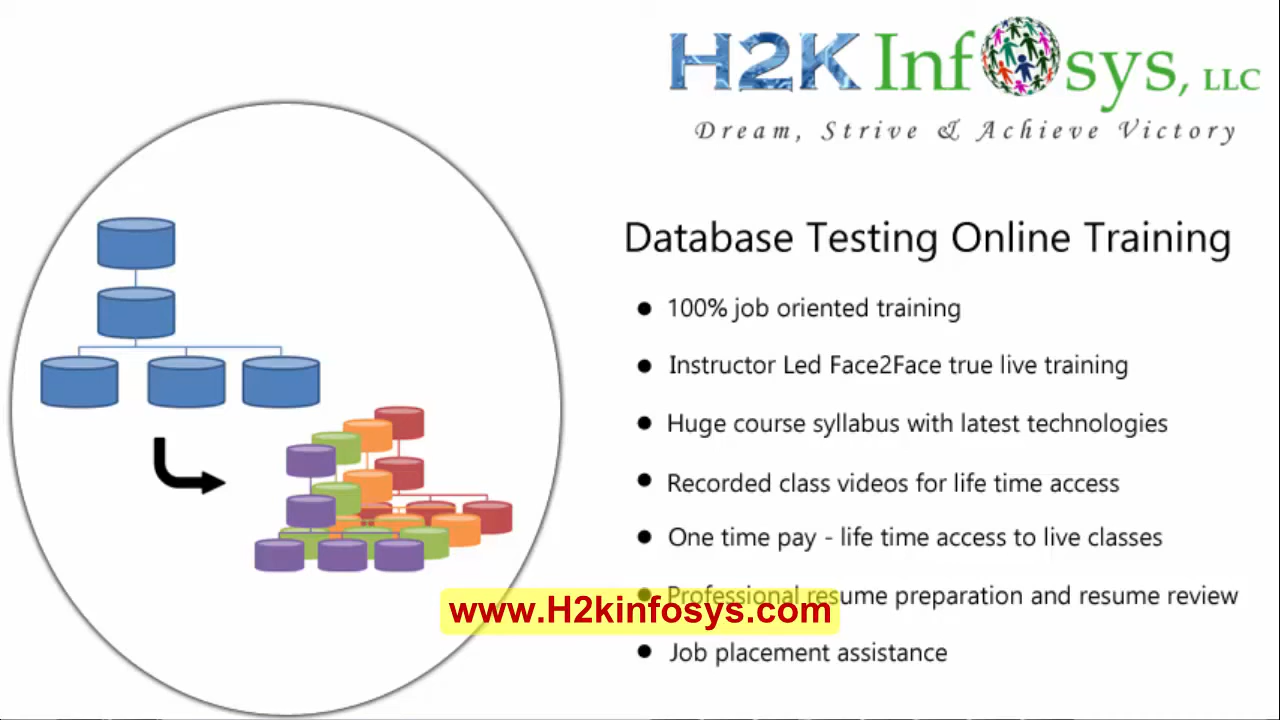 H2K Infosys, LLC
Dream, Strive & Achieve Victory
Database Testing Online Training
100% job oriented training
Instructor Led Face2Face true live training
Huge course syllabus with latest technologies
Recorded class videos for life time access
One time pay - life time access to live classes
Professional resume preparation and resume review
www.H2kinfosys.com
Job placement assistance